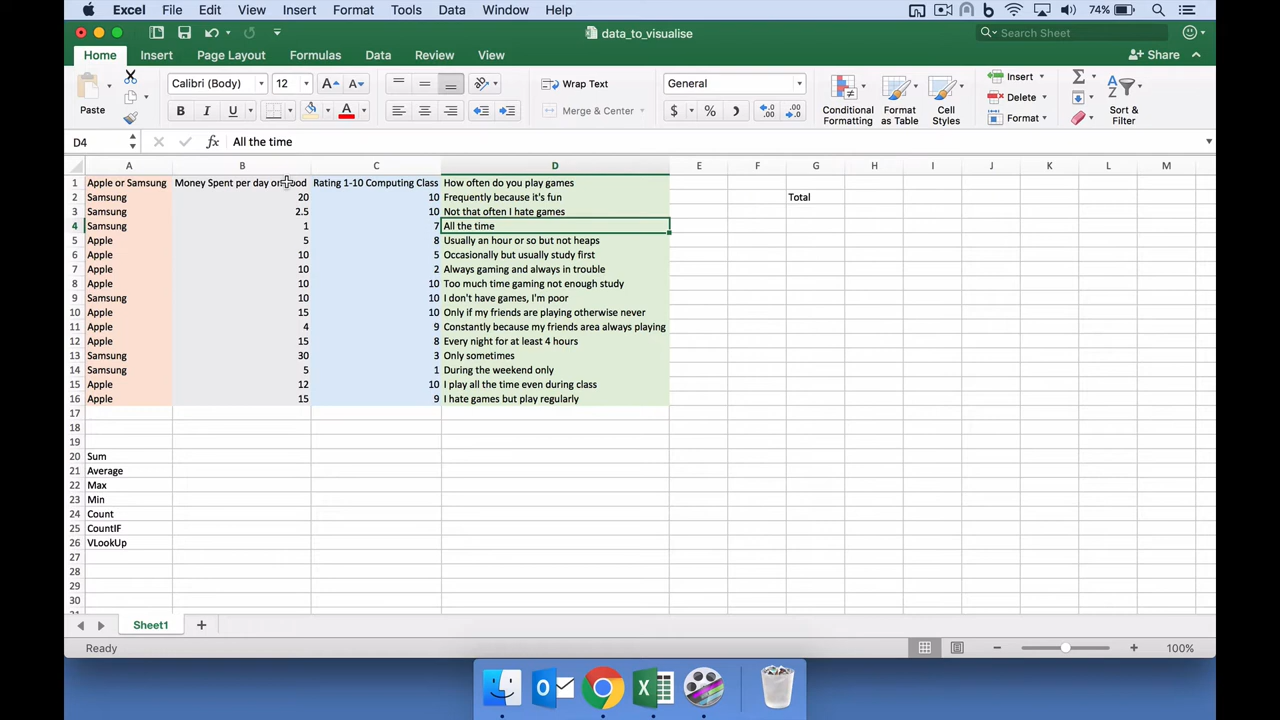 Excel File Edit View Insert Format Tools Data Window Help 74%
data_to_visualise
Search Sheet
Home Insert Page Layout Formulas Data Review View Share
Paste
Calibri (Body) 12
Wrap Text
Merge & Center
General
Conditional Formatting
Format as Table
Cell Styles
Insert
Delete
Format
Sort & Filter
D4 fx All the time
A B C D E F G H I J K L M
1 Apple or Samsung Money Spent per day on food Rating 1-10 Computing Class How often do you play games
2 Samsung 20 10 Frequently because it's fun Total
3 Samsung 2.5 10 Not that often I hate games
4 Samsung 1 7 All the time
5 Apple 5 8 Usually an hour or so but not heaps
6 Apple 10 5 Occasionally but usually study first
7 Apple 10 2 Always gaming and always in trouble
8 Apple 10 10 Too much time gaming not enough study
9 Samsung 10 10 I don't have games, I'm poor
10 Apple 15 10 Only if my friends are playing otherwise never
11 Apple 4 9 Constantly because my friends area always playing
12 Apple 15 8 Every night for at least 4 hours
13 Samsung 30 3 Only sometimes
14 Samsung 5 1 During the weekend only
15 Apple 12 10 I play all the time even during class
16 Apple 15 9 I hate games but play regularly
17
18
19
20 Sum
21 Average
22 Max
23 Min
24 Count
25 CountIF
26 VLookUp
27
28
29
30
Sheet1
Ready 100%